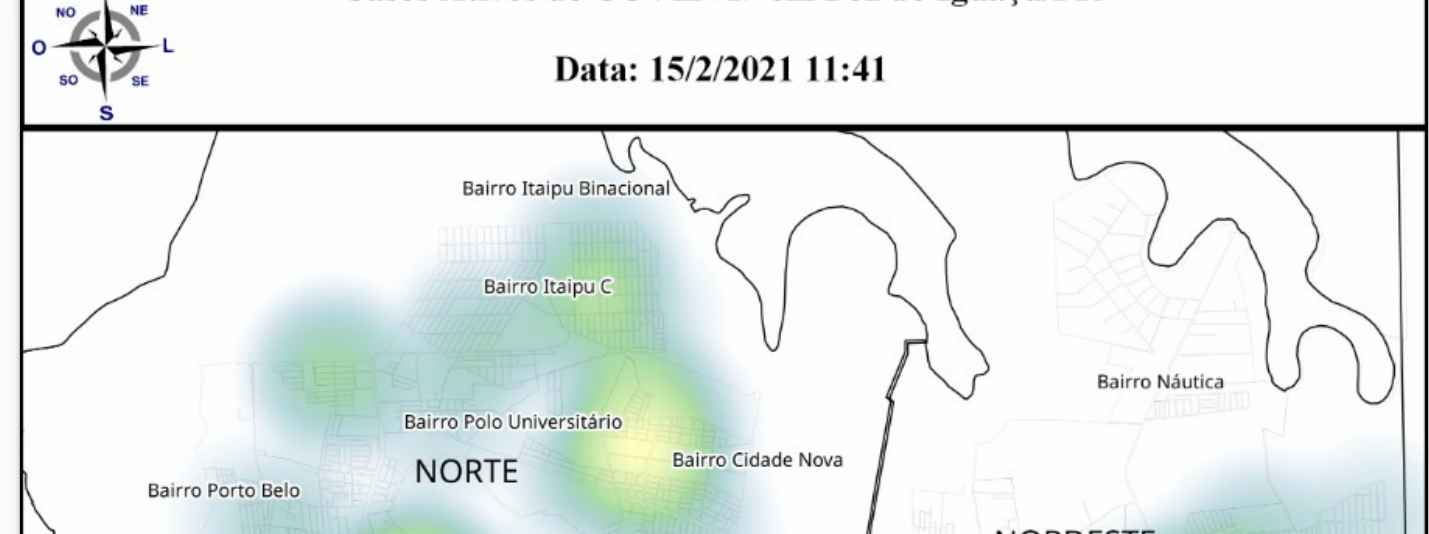 NO NE
O L
SO SE
S
Data: 15/2/2021 11:41
Bairro Itaipu Binacional
Bairro Itaipu C
Bairro Náutica
Bairro Polo Universitário
Bairro Cidade Nova
NORTE
Bairro Porto Belo
NORDESTE